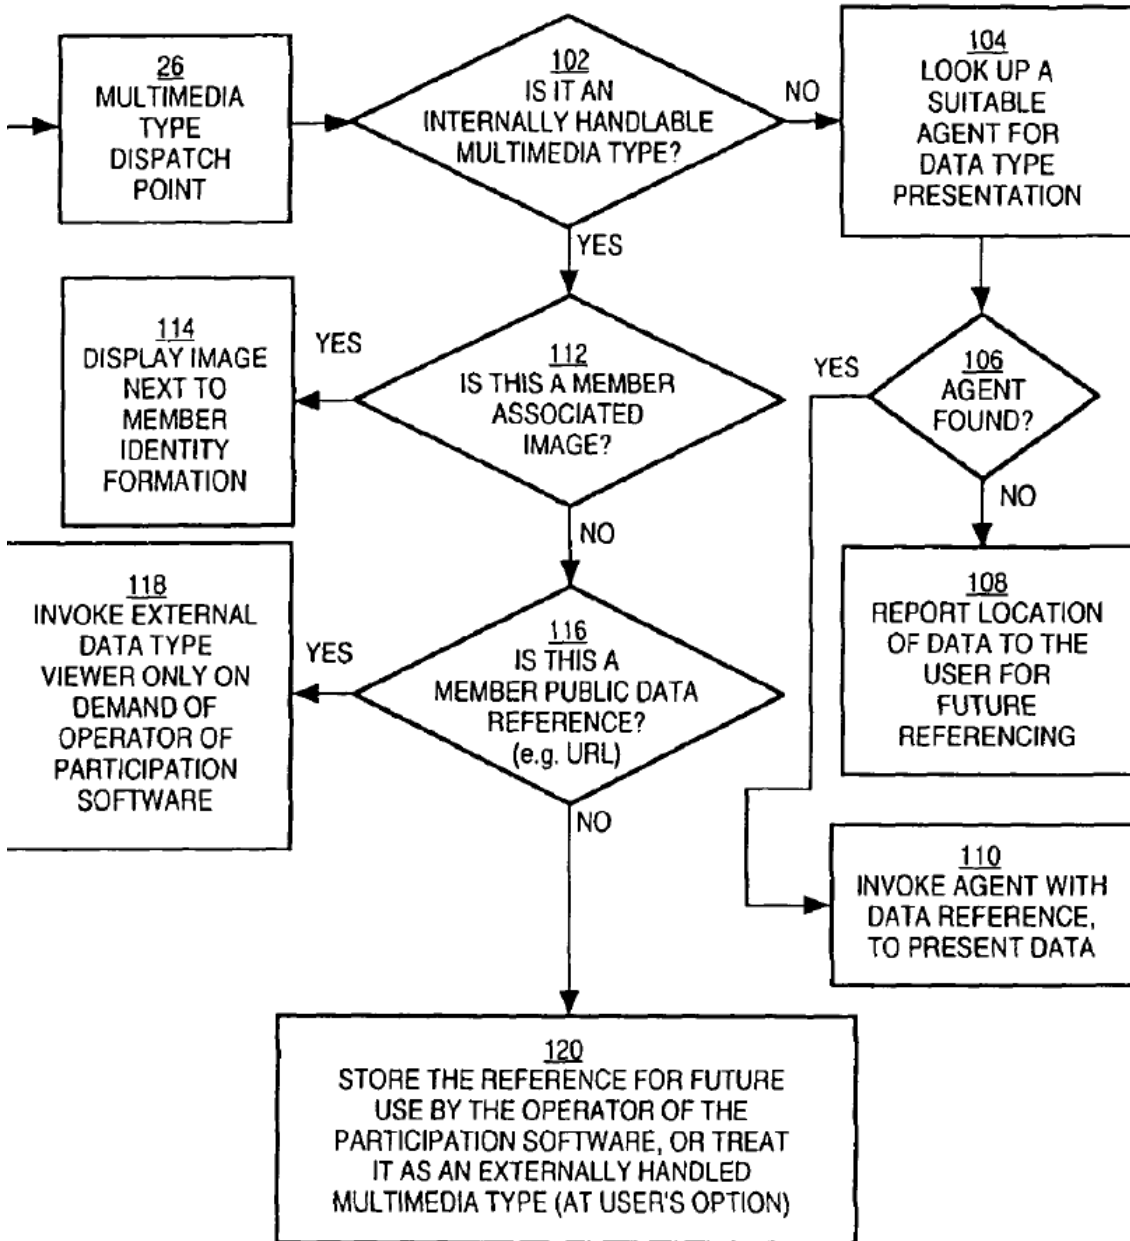 26
MULTIMEDIA
TYPE
DISPATCH
POINT
102
IS IT AN
INTERNALLY HANDLABLE
MULTIMEDIA TYPE?
NO
104
LOOK UP A
SUITABLE
AGENT FOR
DATA TYPE
PRESENTATION
YES
114
DISPLAY IMAGE
NEXT TO
MEMBER
IDENTITY
FORMATION
YES
112
IS THIS A MEMBER
ASSOCIATED
IMAGE?
YES
106
AGENT
FOUND?
NO
NO
118
INVOKE EXTERNAL
DATA TYPE
VIEWER ONLY ON
DEMAND OF
OPERATOR OF
PARTICIPATION
SOFTWARE
YES
116
IS THIS A
MEMBER PUBLIC DATA
REFERENCE?
(e.g. URL)
NO
108
REPORT LOCATION
OF DATA TO THE
USER FOR
FUTURE
REFERENCING
110
INVOKE AGENT WITH
DATA REFERENCE,
TO PRESENT DATA
120
STORE THE REFERENCE FOR FUTURE
USE BY THE OPERATOR OF THE
PARTICIPATION SOFTWARE, OR TREAT
IT AS AN EXTERNALLY HANDLED
MULTIMEDIA TYPE (AT USER'S OPTION)